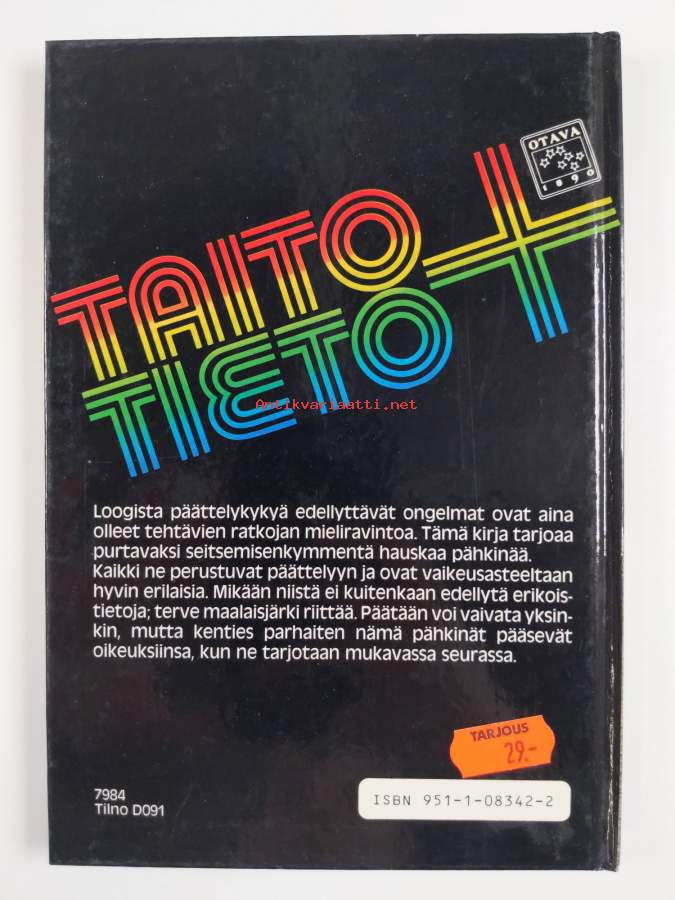 OTAVA
1890
TAITO
TIETO
Antikvariaatti.net
Loogista päättelykykyä edellyttävät ongelmat ovat aina
olleet tehtävien ratkojan mieliravintoa. Tämä kirja tarjoaa
purtavaksi seitsemisenkymmentä hauskaa pähkinää.
Kaikki ne perustuvat päättelyyn ja ovat vaikeusasteeltaan
hyvin erilaisia. Mikään niistä ei kuitenkaan edellytä erikois-
tietoja; terve maalaisjärki riittää. Päätään voi vaivata yksin-
kin, mutta kenties parhaiten nämä pähkinät pääsevät
oikeuksiinsa, kun ne tarjotaan mukavassa seurassa.
TARJOUS
29.-
7984
Tilno D091
ISBN 951-1-08342-2